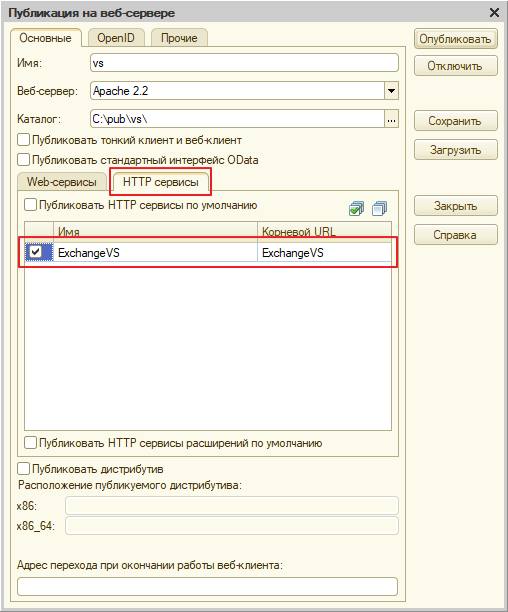 Публикация на веб-сервере
Основные OpenID Прочие
Опубликовать
Имя: vs
Отключить
Веб-сервер: Apache 2.2
Каталог: C:\pub\vs\ ...
Сохранить
Публиковать тонкий клиент и веб-клиент
Загрузить
Публиковать стандартный интерфейс OData
Web-сервисы HTTP сервисы
Публиковать HTTP сервисы по умолчанию
Закрыть
Имя Корневой URL
Справка
ExchangeVS ExchangeVS
Публиковать HTTP сервисы расширений по умолчанию
Публиковать дистрибутив
Расположение публикуемого дистрибутива:
x86:
x86_64:
Адрес перехода при окончании работы веб-клиента: